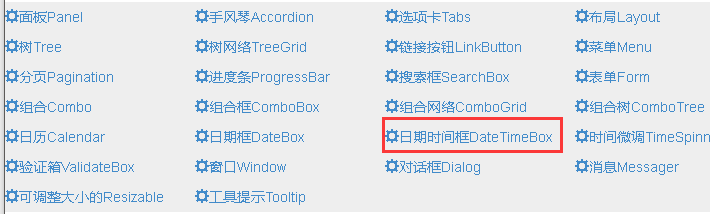 面板Panel 手风琴Accordion 选项卡Tabs 布局Layout
树Tree 树网络TreeGrid 链接按钮LinkButton 菜单Menu
分页Pagination 进度条ProgressBar 搜索框SearchBox 表单Form
组合Combo 组合框ComboBox 组合网络ComboGrid 组合树ComboTree
日历Calendar 日期框DateBox 日期时间框DateTimeBox 时间微调TimeSpinn
验证箱ValidateBox 窗口Window 对话框Dialog 消息Messager
可调整大小的Resizable 工具提示Tooltip